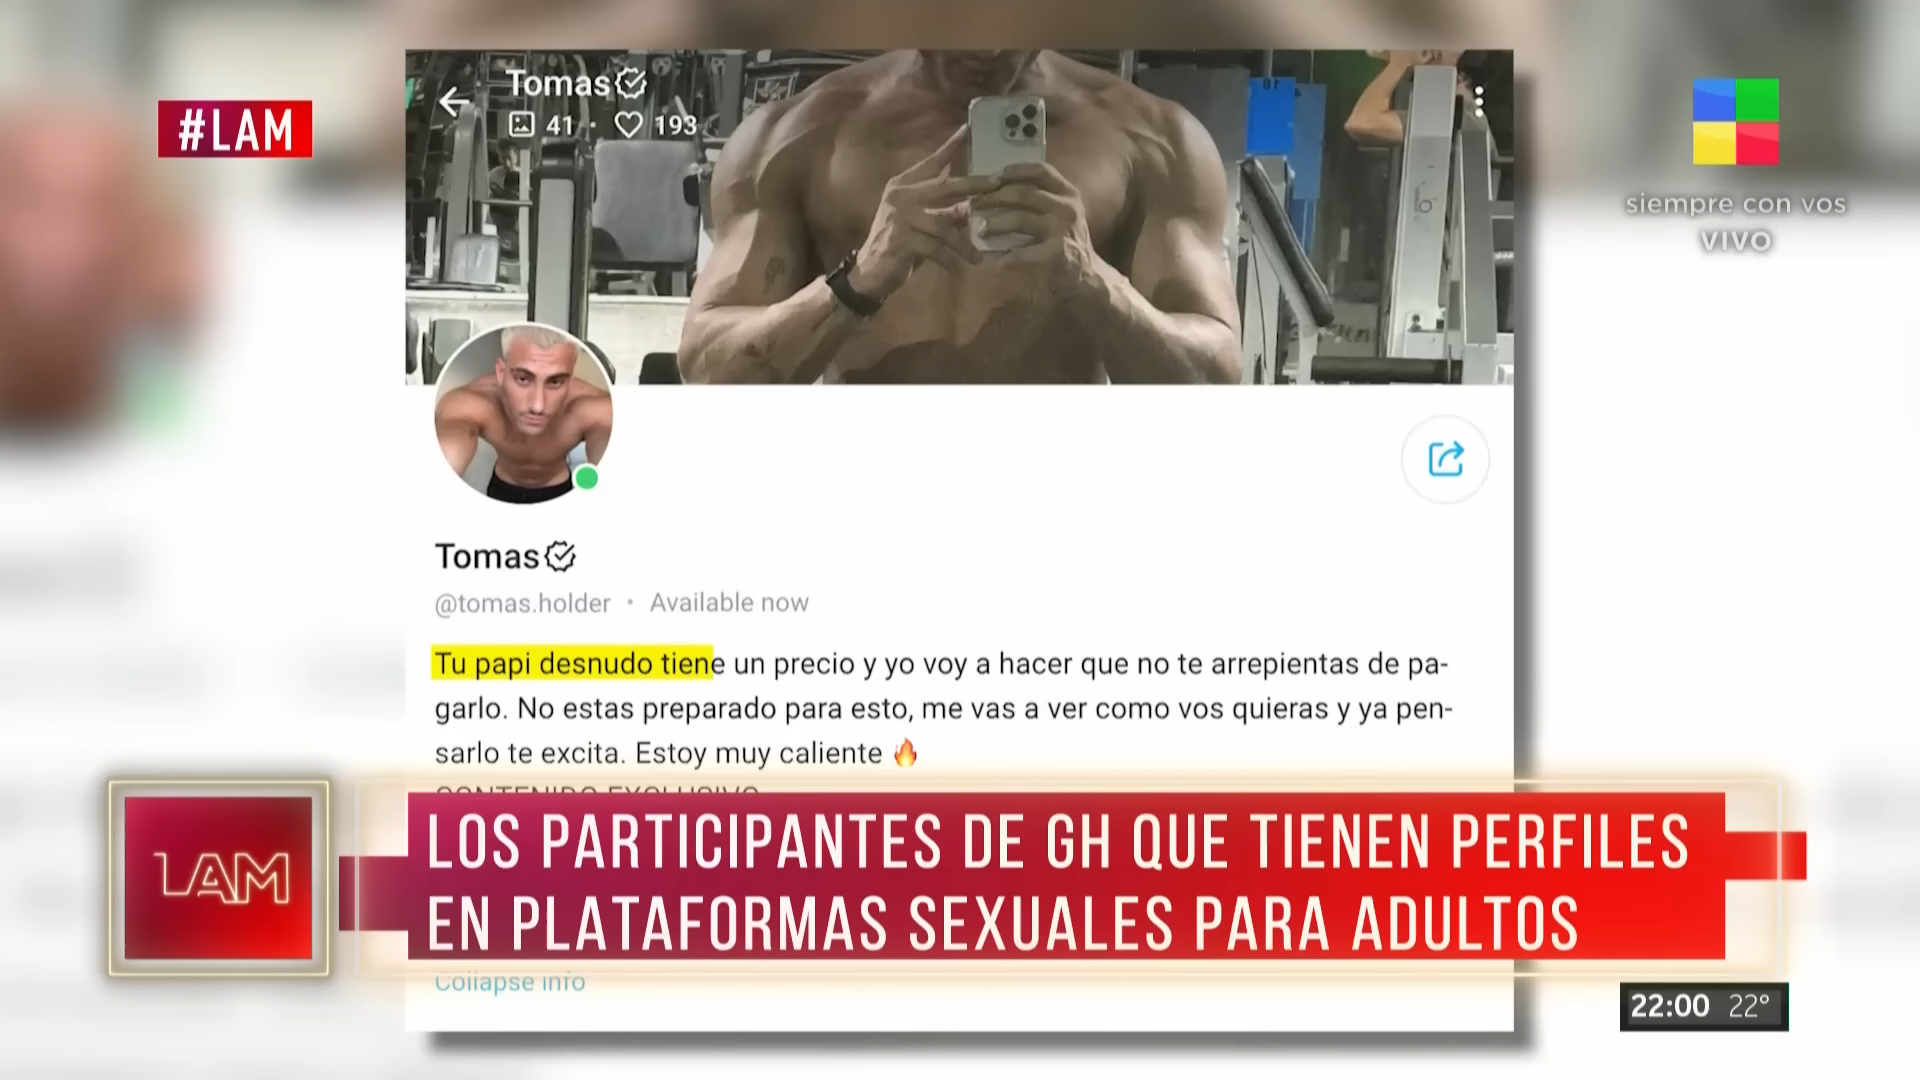 #LAM
Tomas
41 · 193
siempre con vos
VIVO
Tomas
@tomas.holder · Available now
Tu papi desnudo tiene un precio y yo voy a hacer que no te arrepientas de pa-
garlo. No estas preparado para esto, me vas a ver como vos quieras y ya pen-
sarlo te excita. Estoy muy caliente 🔥
CONTENIDO EXCLUSIVO
LAM
LOS PARTICIPANTES DE GH QUE TIENEN PERFILES
EN PLATAFORMAS SEXUALES PARA ADULTOS
Collapse info
22:00 22°